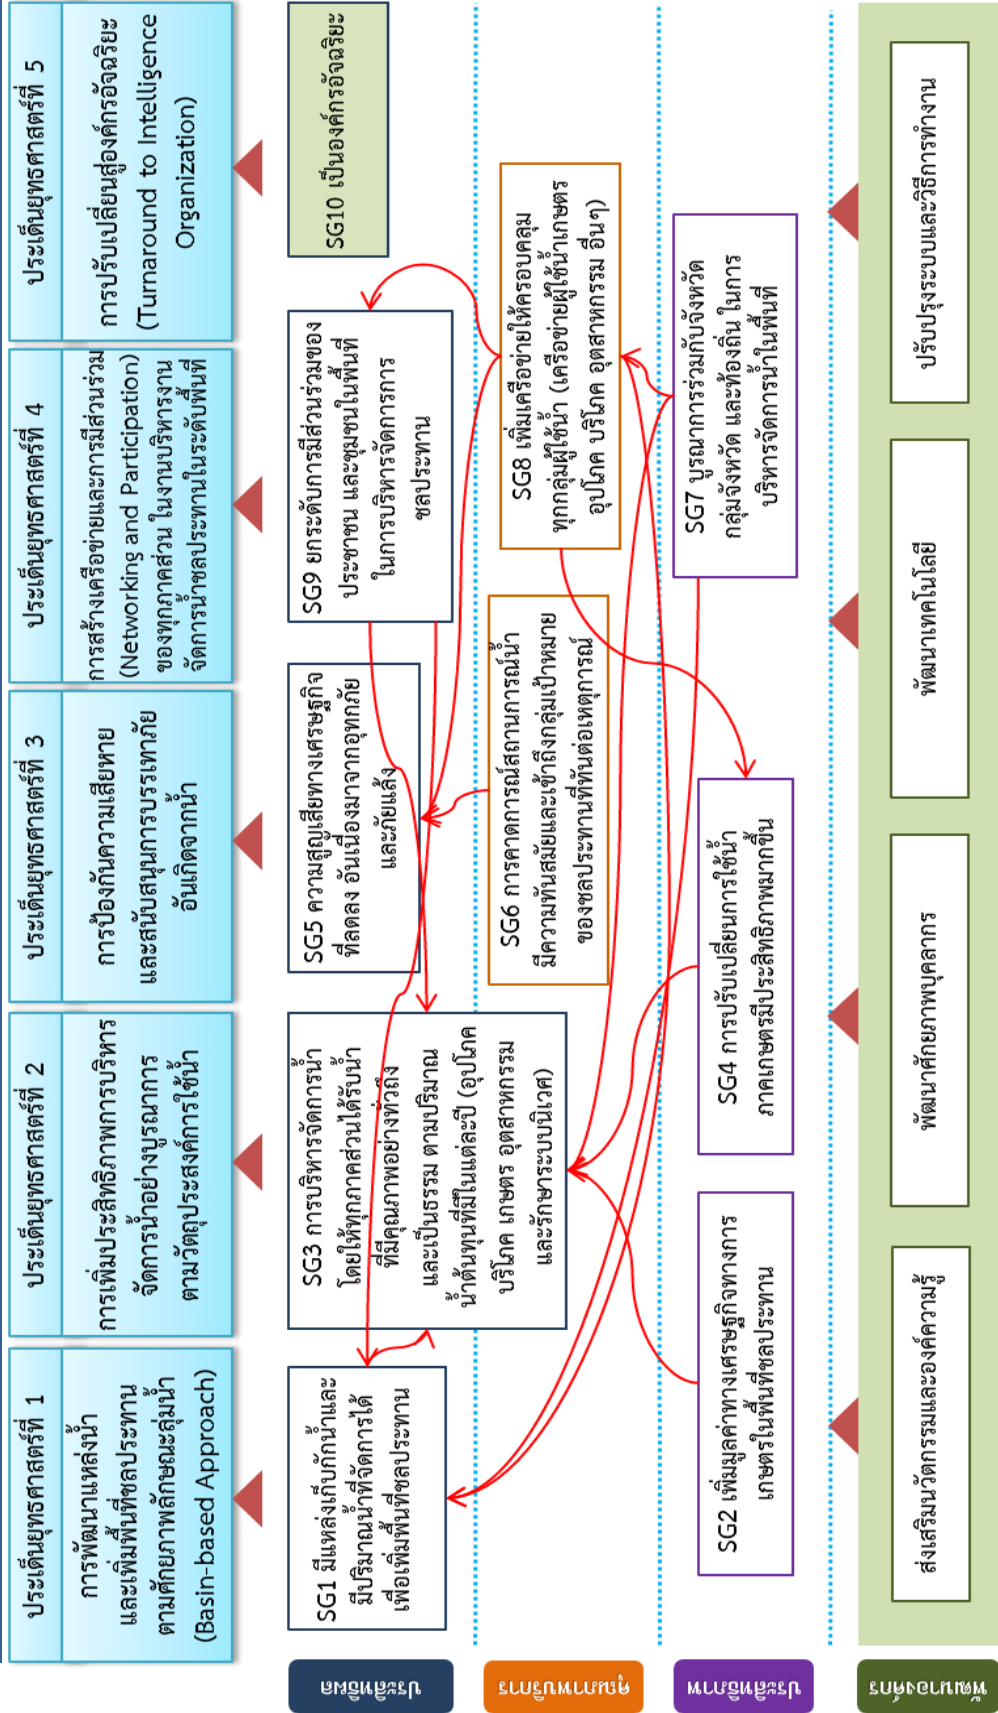 ประเด็นยุทธศาสตร์ที่ 1
การพัฒนาแหล่งน้ำ
และเพิ่มพื้นที่ชลประทาน
ตามศักยภาพลักษณะลุ่มน้ำ
(Basin-based Approach)
ประเด็นยุทธศาสตร์ที่ 2
การเพิ่มประสิทธิภาพการบริหาร
จัดการน้ำอย่างบูรณาการ
ตามวัตถุประสงค์การใช้น้ำ
ประเด็นยุทธศาสตร์ที่ 3
การป้องกันความเสียหาย
และสนับสนุนการบรรเทาภัย
อันเกิดจากน้ำ
ประเด็นยุทธศาสตร์ที่ 4
การสร้างเครือข่ายและการมีส่วนร่วม
(Networking and Participation)
ของทุกภาคส่วน ในงานบริหารงาน
จัดการน้ำชลประทานในระดับพื้นที่
ประเด็นยุทธศาสตร์ที่ 5
การปรับเปลี่ยนสู่องค์กรอัจฉริยะ
(Turnaround to Intelligence
Organization)
ประสิทธิผล
SG1 มีแหล่งเก็บกักน้ำและ
มีปริมาณน้ำที่จัดการได้
เพื่อเพิ่มพื้นที่ชลประทาน
SG3 การบริหารจัดการน้ำ
โดยให้ทุกภาคส่วนได้รับน้ำ
ที่มีคุณภาพอย่างทั่วถึง
และเป็นธรรม ตามปริมาณ
น้ำต้นทุนที่มีในแต่ละปี (อุปโภค
บริโภค เกษตร อุตสาหกรรม
และรักษาระบบนิเวศ)
SG5 ความสูญเสียทางเศรษฐกิจ
ที่ลดลง อันเนื่องมาจากอุทกภัย
และภัยแล้ง
SG9 ยกระดับการมีส่วนร่วมของ
ประชาชน และชุมชนในพื้นที่
ในการบริหารจัดการการ
ชลประทาน
SG10 เป็นองค์กรอัจฉริยะ
คุณภาพบริการ
SG6 การคาดการณ์สถานการณ์น้ำ
มีความทันสมัยและเข้าถึงกลุ่มเป้าหมาย
ของชลประทานที่ทันต่อเหตุการณ์
SG8 เพิ่มเครือข่ายให้ครอบคลุม
ทุกกลุ่มผู้ใช้น้ำ (เครือข่ายผู้ใช้น้ำเกษตร
อุปโภค บริโภค อุตสาหกรรม อื่นๆ)
ประสิทธิภาพ
SG2 เพิ่มมูลค่าทางเศรษฐกิจทางการ
เกษตรในพื้นที่ชลประทาน
SG4 การปรับเปลี่ยนการใช้น้ำ
ภาคเกษตรมีประสิทธิภาพมากขึ้น
SG7 บูรณาการร่วมกับจังหวัด
กลุ่มจังหวัด และท้องถิ่น ในการ
บริหารจัดการน้ำในพื้นที่
พัฒนาองค์กร
ส่งเสริมนวัตกรรมและองค์ความรู้
พัฒนาศักยภาพบุคลากร
พัฒนาเทคโนโลยี
ปรับปรุงระบบและวิธีการทำงาน